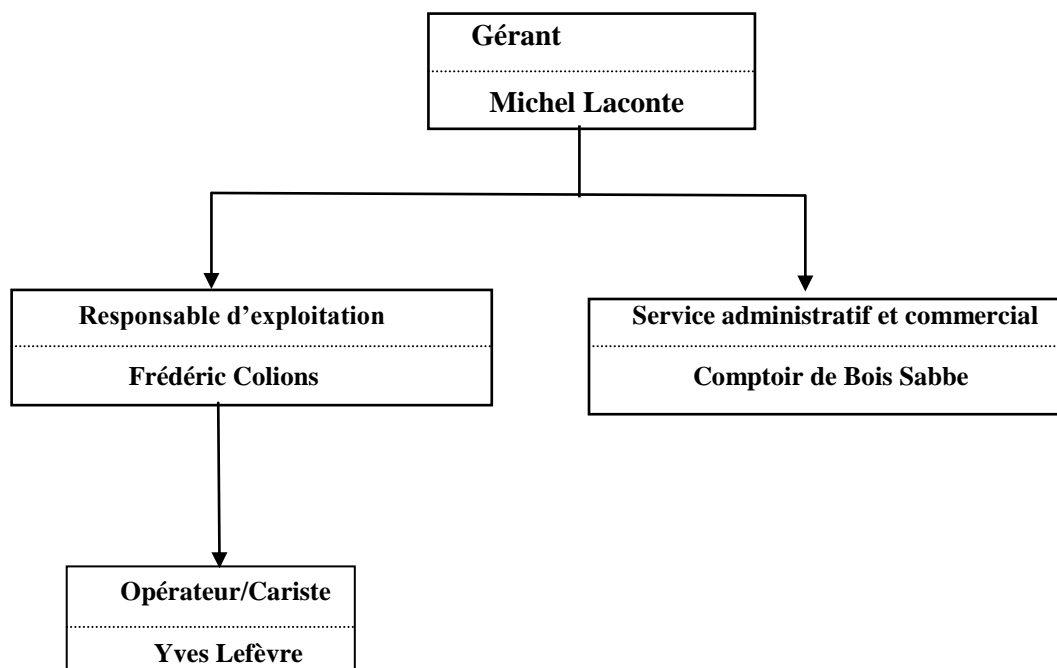 Gérant
Michel Laconte
Responsable d’exploitation
Frédéric Colions
Service administratif et commercial
Comptoir de Bois Sabbe
Opérateur/Cariste
Yves Lefèvre